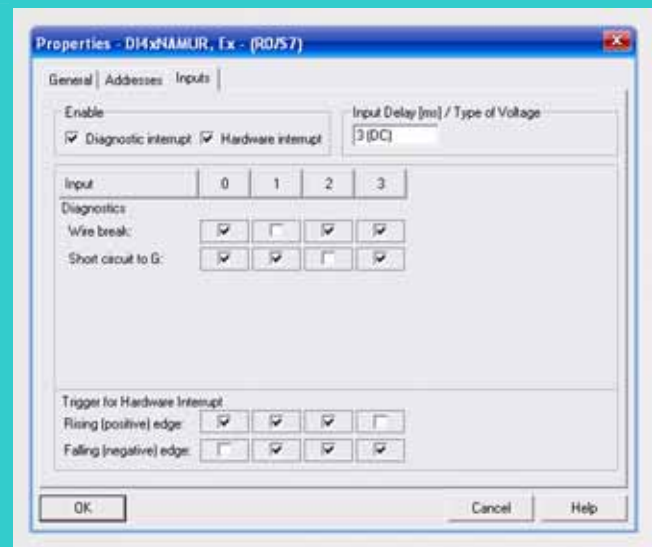 Properties - DI4xNAMUR, Ex - (R0/S7)
General Addresses Inputs
Enable
Diagnostic interrupt Hardware interrupt
Input Delay [ms] / Type of Voltage
3 (DC)
Input 0 1 2 3
Diagnostics
Wire break:
Short circuit to G:
Trigger for Hardware Interrupt
Rising (positive) edge:
Falling (negative) edge:
OK Cancel Help